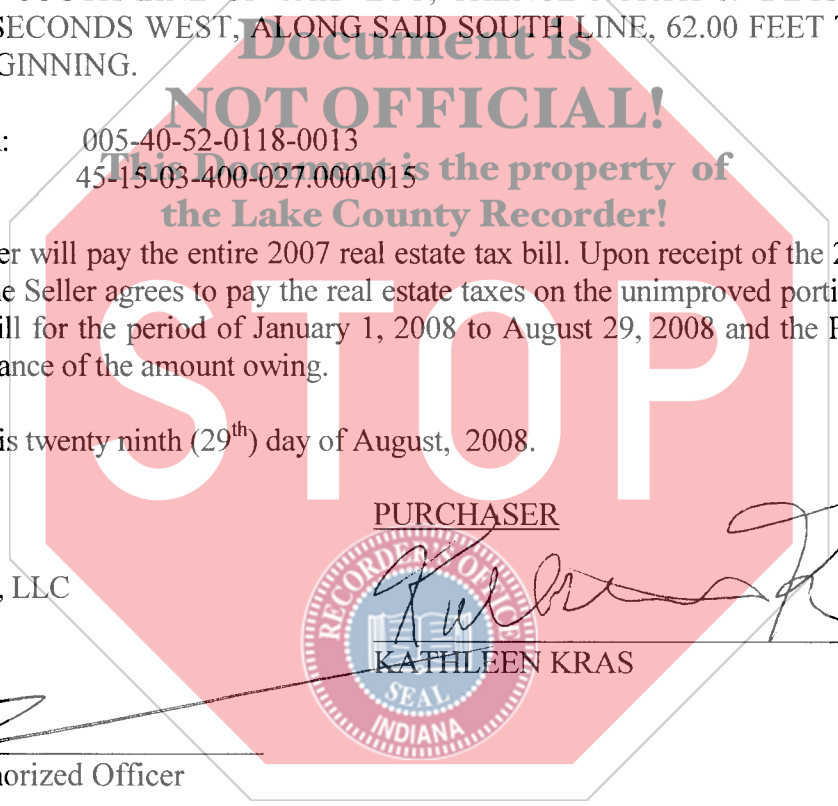 SECONDS WEST, ALONG SAID SOUTH LINE, 62.00 FEET
GINNING.
Document is
NOT OFFICIAL!
This Document is the property of
the Lake County Recorder!
: 005-40-52-0118-0013
45-15-03-400-027.000-015
er will pay the entire 2007 real estate tax bill. Upon receipt of the 2
e Seller agrees to pay the real estate taxes on the unimproved porti
ill for the period of January 1, 2008 to August 29, 2008 and the P
ance of the amount owing.
STOP
is twenty ninth (29th) day of August, 2008.
PURCHASER
, LLC
RECORDER'S OFFICE
SEAL
INDIANA
KATHLEEN KRAS
horized Officer